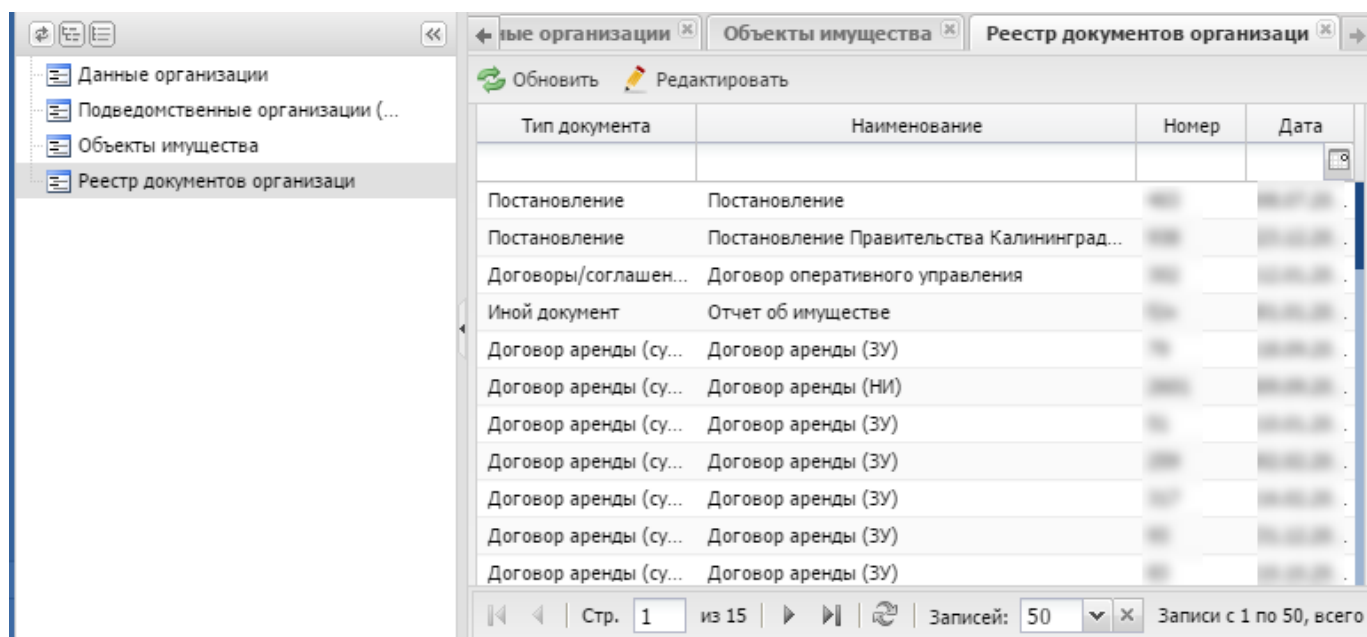 ные организации
Объекты имущества
Реестр документов организаци
Данные организации
Подведомственные организации (...
Объекты имущества
Реестр документов организаци
Обновить
Редактировать
Тип документа Наименование Номер Дата
Постановление Постановление
Постановление Постановление Правительства Калининград...
Договоры/соглашен... Договор оперативного управления
Иной документ Отчет об имуществе
Договор аренды (су... Договор аренды (ЗУ)
Договор аренды (су... Договор аренды (НИ)
Договор аренды (су... Договор аренды (ЗУ)
Договор аренды (су... Договор аренды (ЗУ)
Договор аренды (су... Договор аренды (ЗУ)
Договор аренды (су... Договор аренды (ЗУ)
Договор аренды (су... Договор аренды (ЗУ)
Стр. 1 из 15 Записей: 50 Записи с 1 по 50, всего